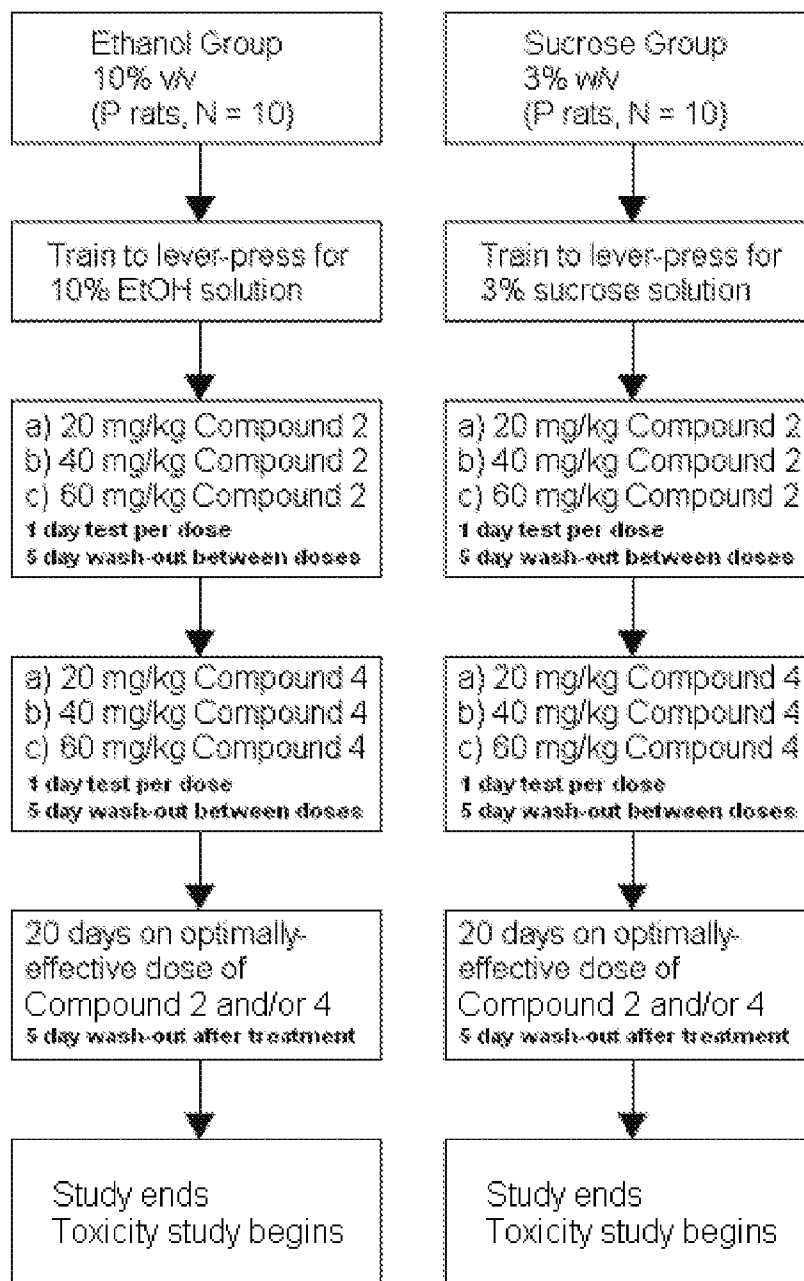 Ethanol Group
10% v/v
(P rats, N = 10)
Train to lever-press for
10% EtOH solution
a) 20 mg/kg Compound 2
b) 40 mg/kg Compound 2
c) 60 mg/kg Compound 2
1 day test per dose
5 day wash-out between doses
a) 20 mg/kg Compound 4
b) 40 mg/kg Compound 4
c) 60 mg/kg Compound 4
1 day test per dose
5 day wash-out between doses
20 days on optimally-
effective dose of
Compound 2 and/or 4
5 day wash-out after treatment
Study ends
Toxicity study begins
Sucrose Group
3% w/v
(P rats, N = 10)
Train to lever-press for
3% sucrose solution
a) 20 mg/kg Compound 2
b) 40 mg/kg Compound 2
c) 60 mg/kg Compound 2
1 day test per dose
5 day wash-out between doses
a) 20 mg/kg Compound 4
b) 40 mg/kg Compound 4
c) 60 mg/kg Compound 4
1 day test per dose
5 day wash-out between doses
20 days on optimally-
effective dose of
Compound 2 and/or 4
5 day wash-out after treatment
Study ends
Toxicity study begins